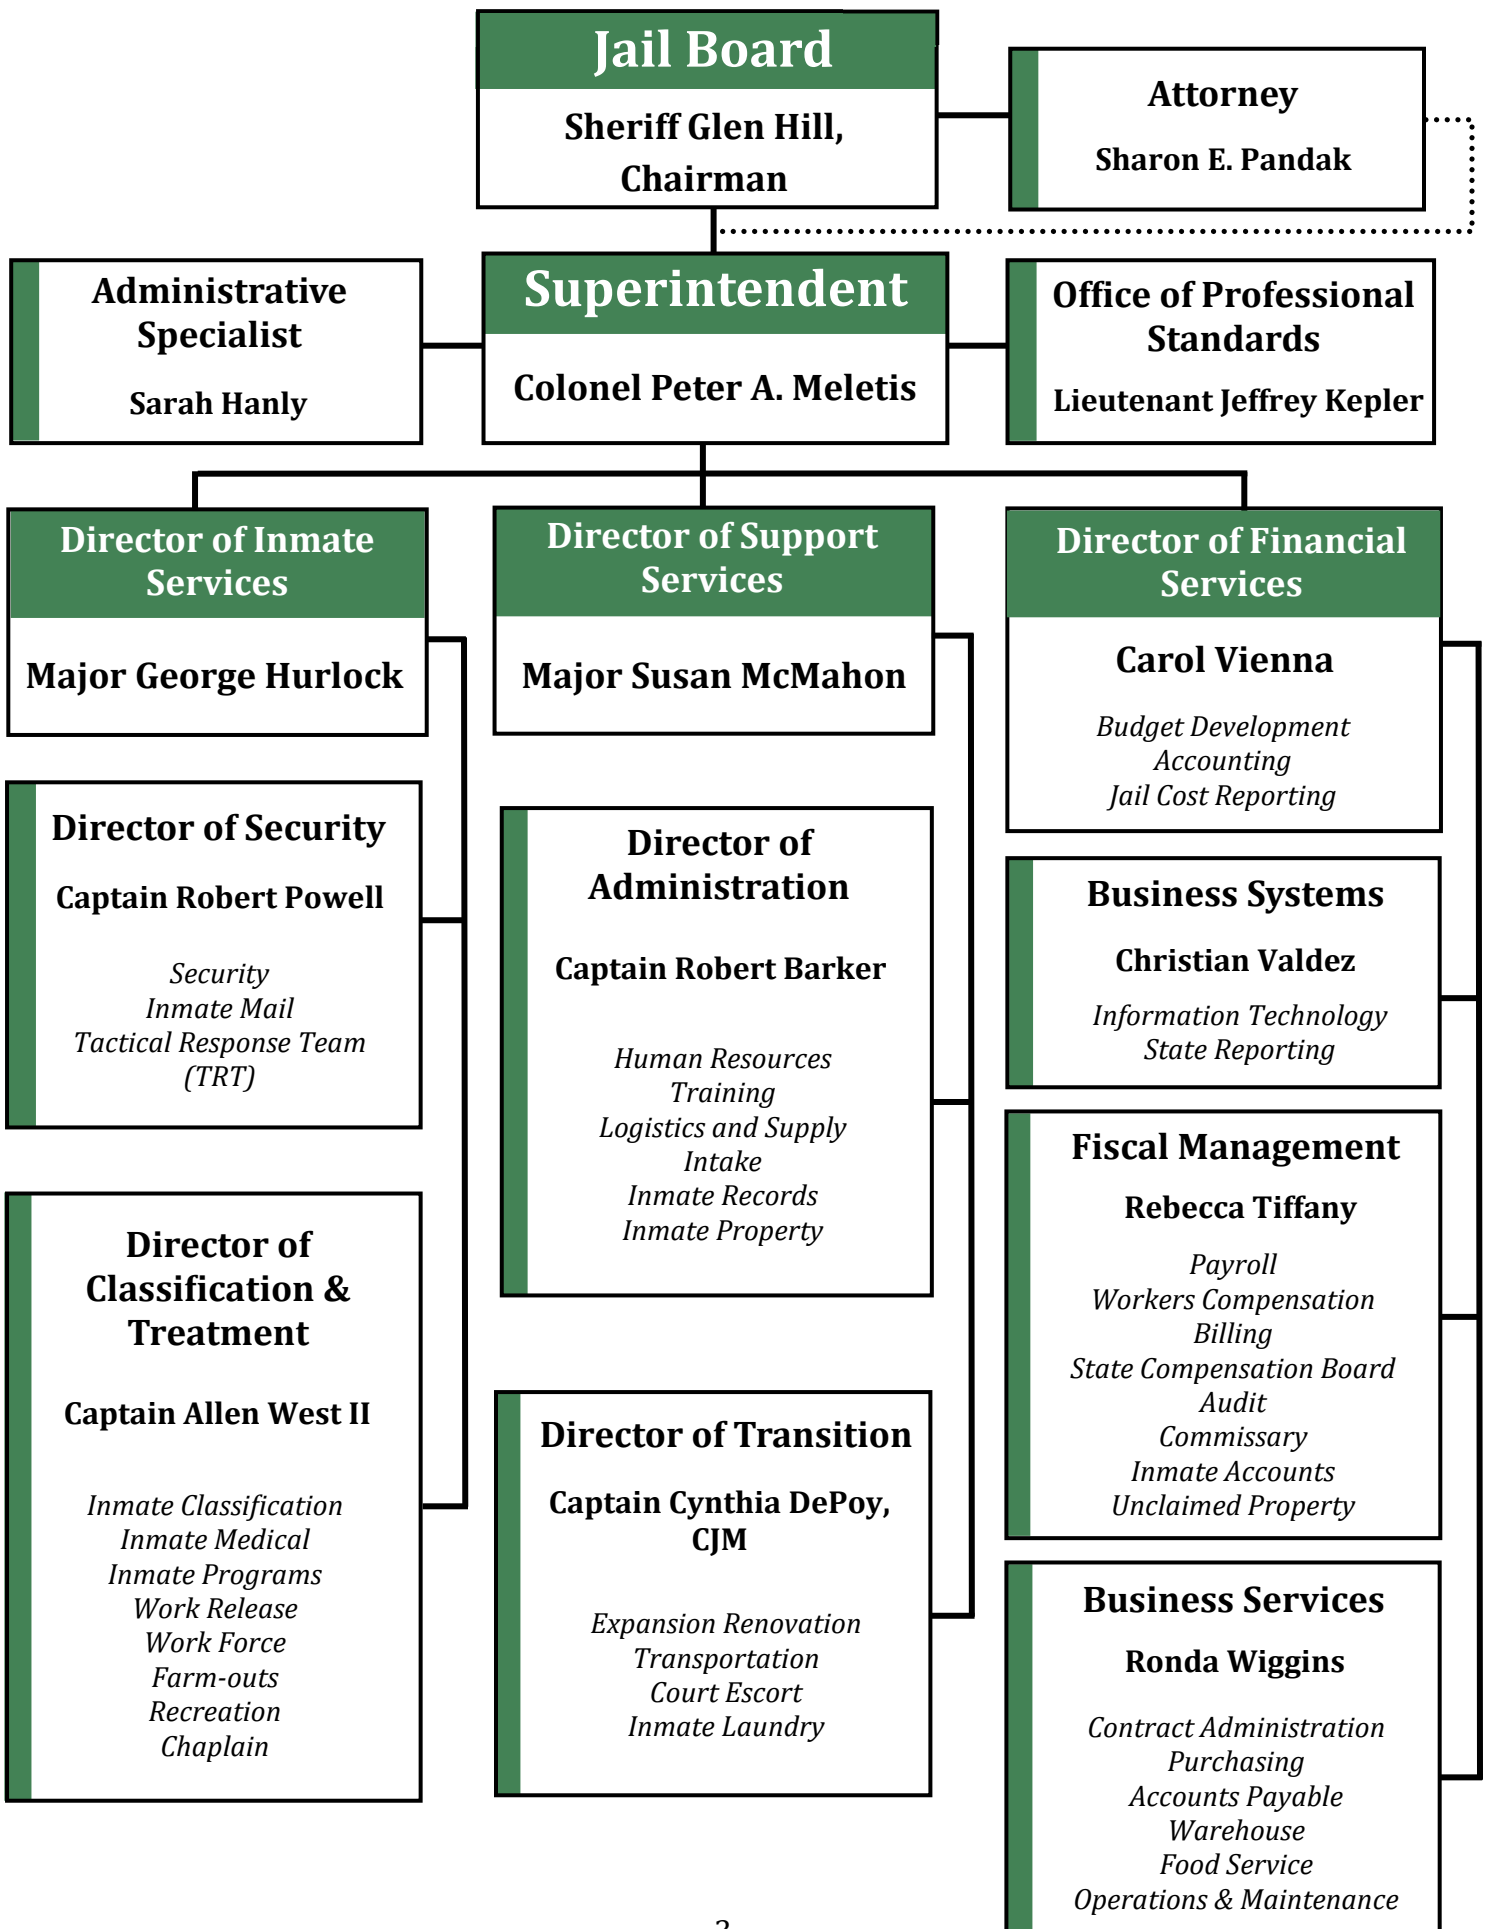 Jail Board
Sheriff Glen Hill,
Chairman
Attorney
Sharon E. Pandak
Administrative
Specialist
Sarah Hanly
Superintendent
Colonel Peter A. Meletis
Office of Professional
Standards
Lieutenant Jeffrey Kepler
Director of Inmate
Services
Major George Hurlock
Director of Security
Captain Robert Powell
Security
Inmate Mail
Tactical Response Team
(TRT)
Director of
Classification &
Treatment
Captain Allen West II
Inmate Classification
Inmate Medical
Inmate Programs
Work Release
Work Force
Farm-outs
Recreation
Chaplain
Director of Support
Services
Major Susan McMahon
Director of
Administration
Captain Robert Barker
Human Resources
Training
Logistics and Supply
Intake
Inmate Records
Inmate Property
Director of Transition
Captain Cynthia DePoy,
CJM
Expansion Renovation
Transportation
Court Escort
Inmate Laundry
Director of Financial
Services
Carol Vienna
Budget Development
Accounting
Jail Cost Reporting
Business Systems
Christian Valdez
Information Technology
State Reporting
Fiscal Management
Rebecca Tiffany
Payroll
Workers Compensation
Billing
State Compensation Board
Audit
Commissary
Inmate Accounts
Unclaimed Property
Business Services
Ronda Wiggins
Contract Administration
Purchasing
Accounts Payable
Warehouse
Food Service
Operations & Maintenance